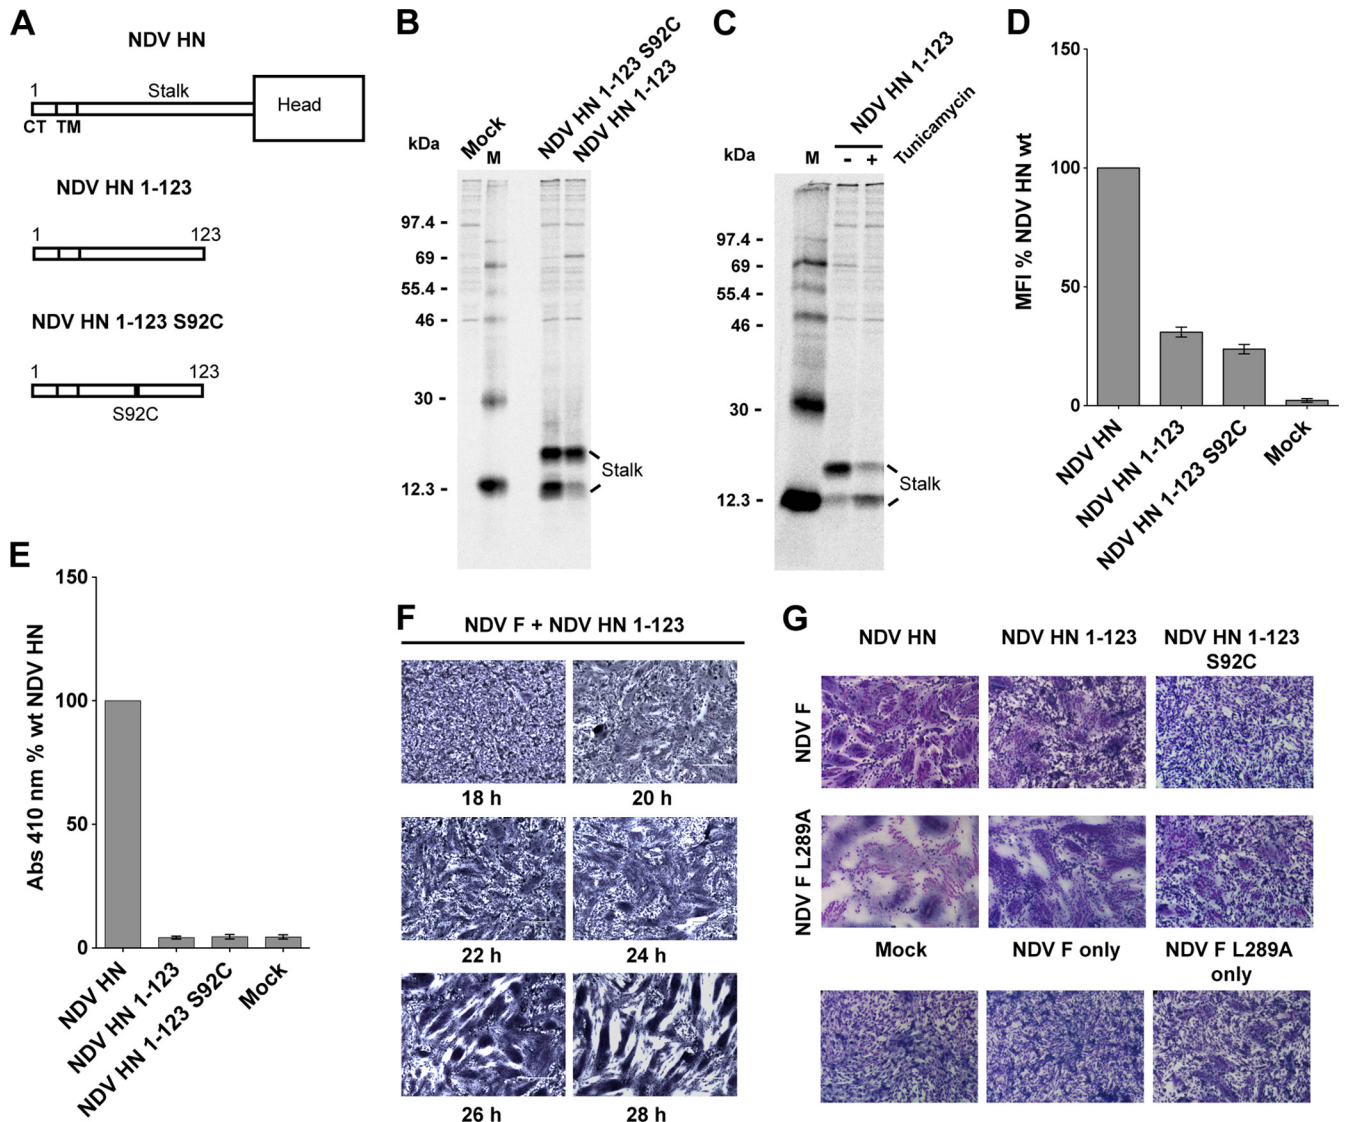 A
NDV HN
1
Stalk
Head
CT TM
NDV HN 1-123
1 123
NDV HN 1-123 S92C
1 123
S92C
B
kDa
Mock
M
NDV HN 1-123 S92C
NDV HN 1-123
97.4 -
69 -
55.4 -
46 -
30 -
12.3 -
Stalk
C
kDa
M
NDV HN 1-123
- +
Tunicamycin
97.4 -
69 -
55.4 -
46 -
30 -
12.3 -
Stalk
D
MFI % NDV HN wt
150
100
50
0
NDV HN
NDV HN 1-123
NDV HN 1-123 S92C
Mock
E
Abs 410 nm % wt NDV HN
150
100
50
0
NDV HN
NDV HN 1-123
NDV HN 1-123 S92C
Mock
F
NDV F + NDV HN 1-123
18 h 20 h
22 h 24 h
26 h 28 h
G
NDV HN NDV HN 1-123 NDV HN 1-123
S92C
NDV F
NDV F L289A
Mock NDV F only NDV F L289A
only